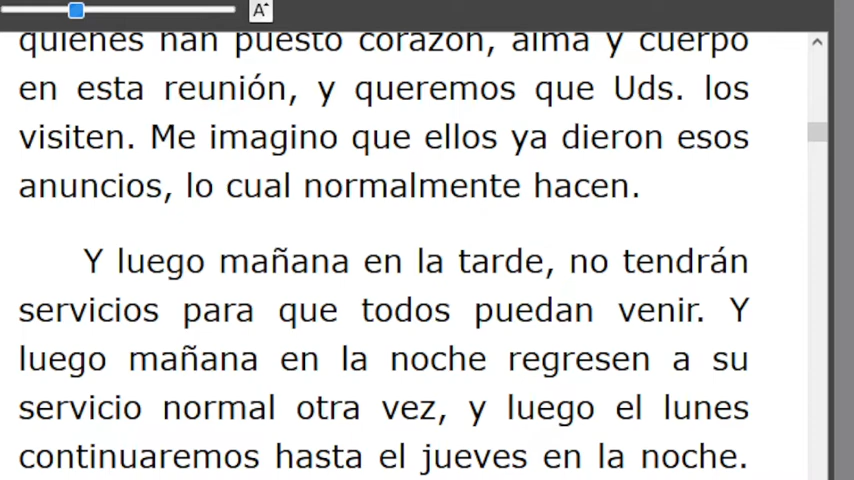 A
quienes han puesto corazón, alma y cuerpo
en esta reunión, y queremos que Uds. los
visiten. Me imagino que ellos ya dieron esos
anuncios, lo cual normalmente hacen.
Y luego mañana en la tarde, no tendrán
servicios para que todos puedan venir. Y
luego mañana en la noche regresen a su
servicio normal otra vez, y luego el lunes
continuaremos hasta el jueves en la noche.